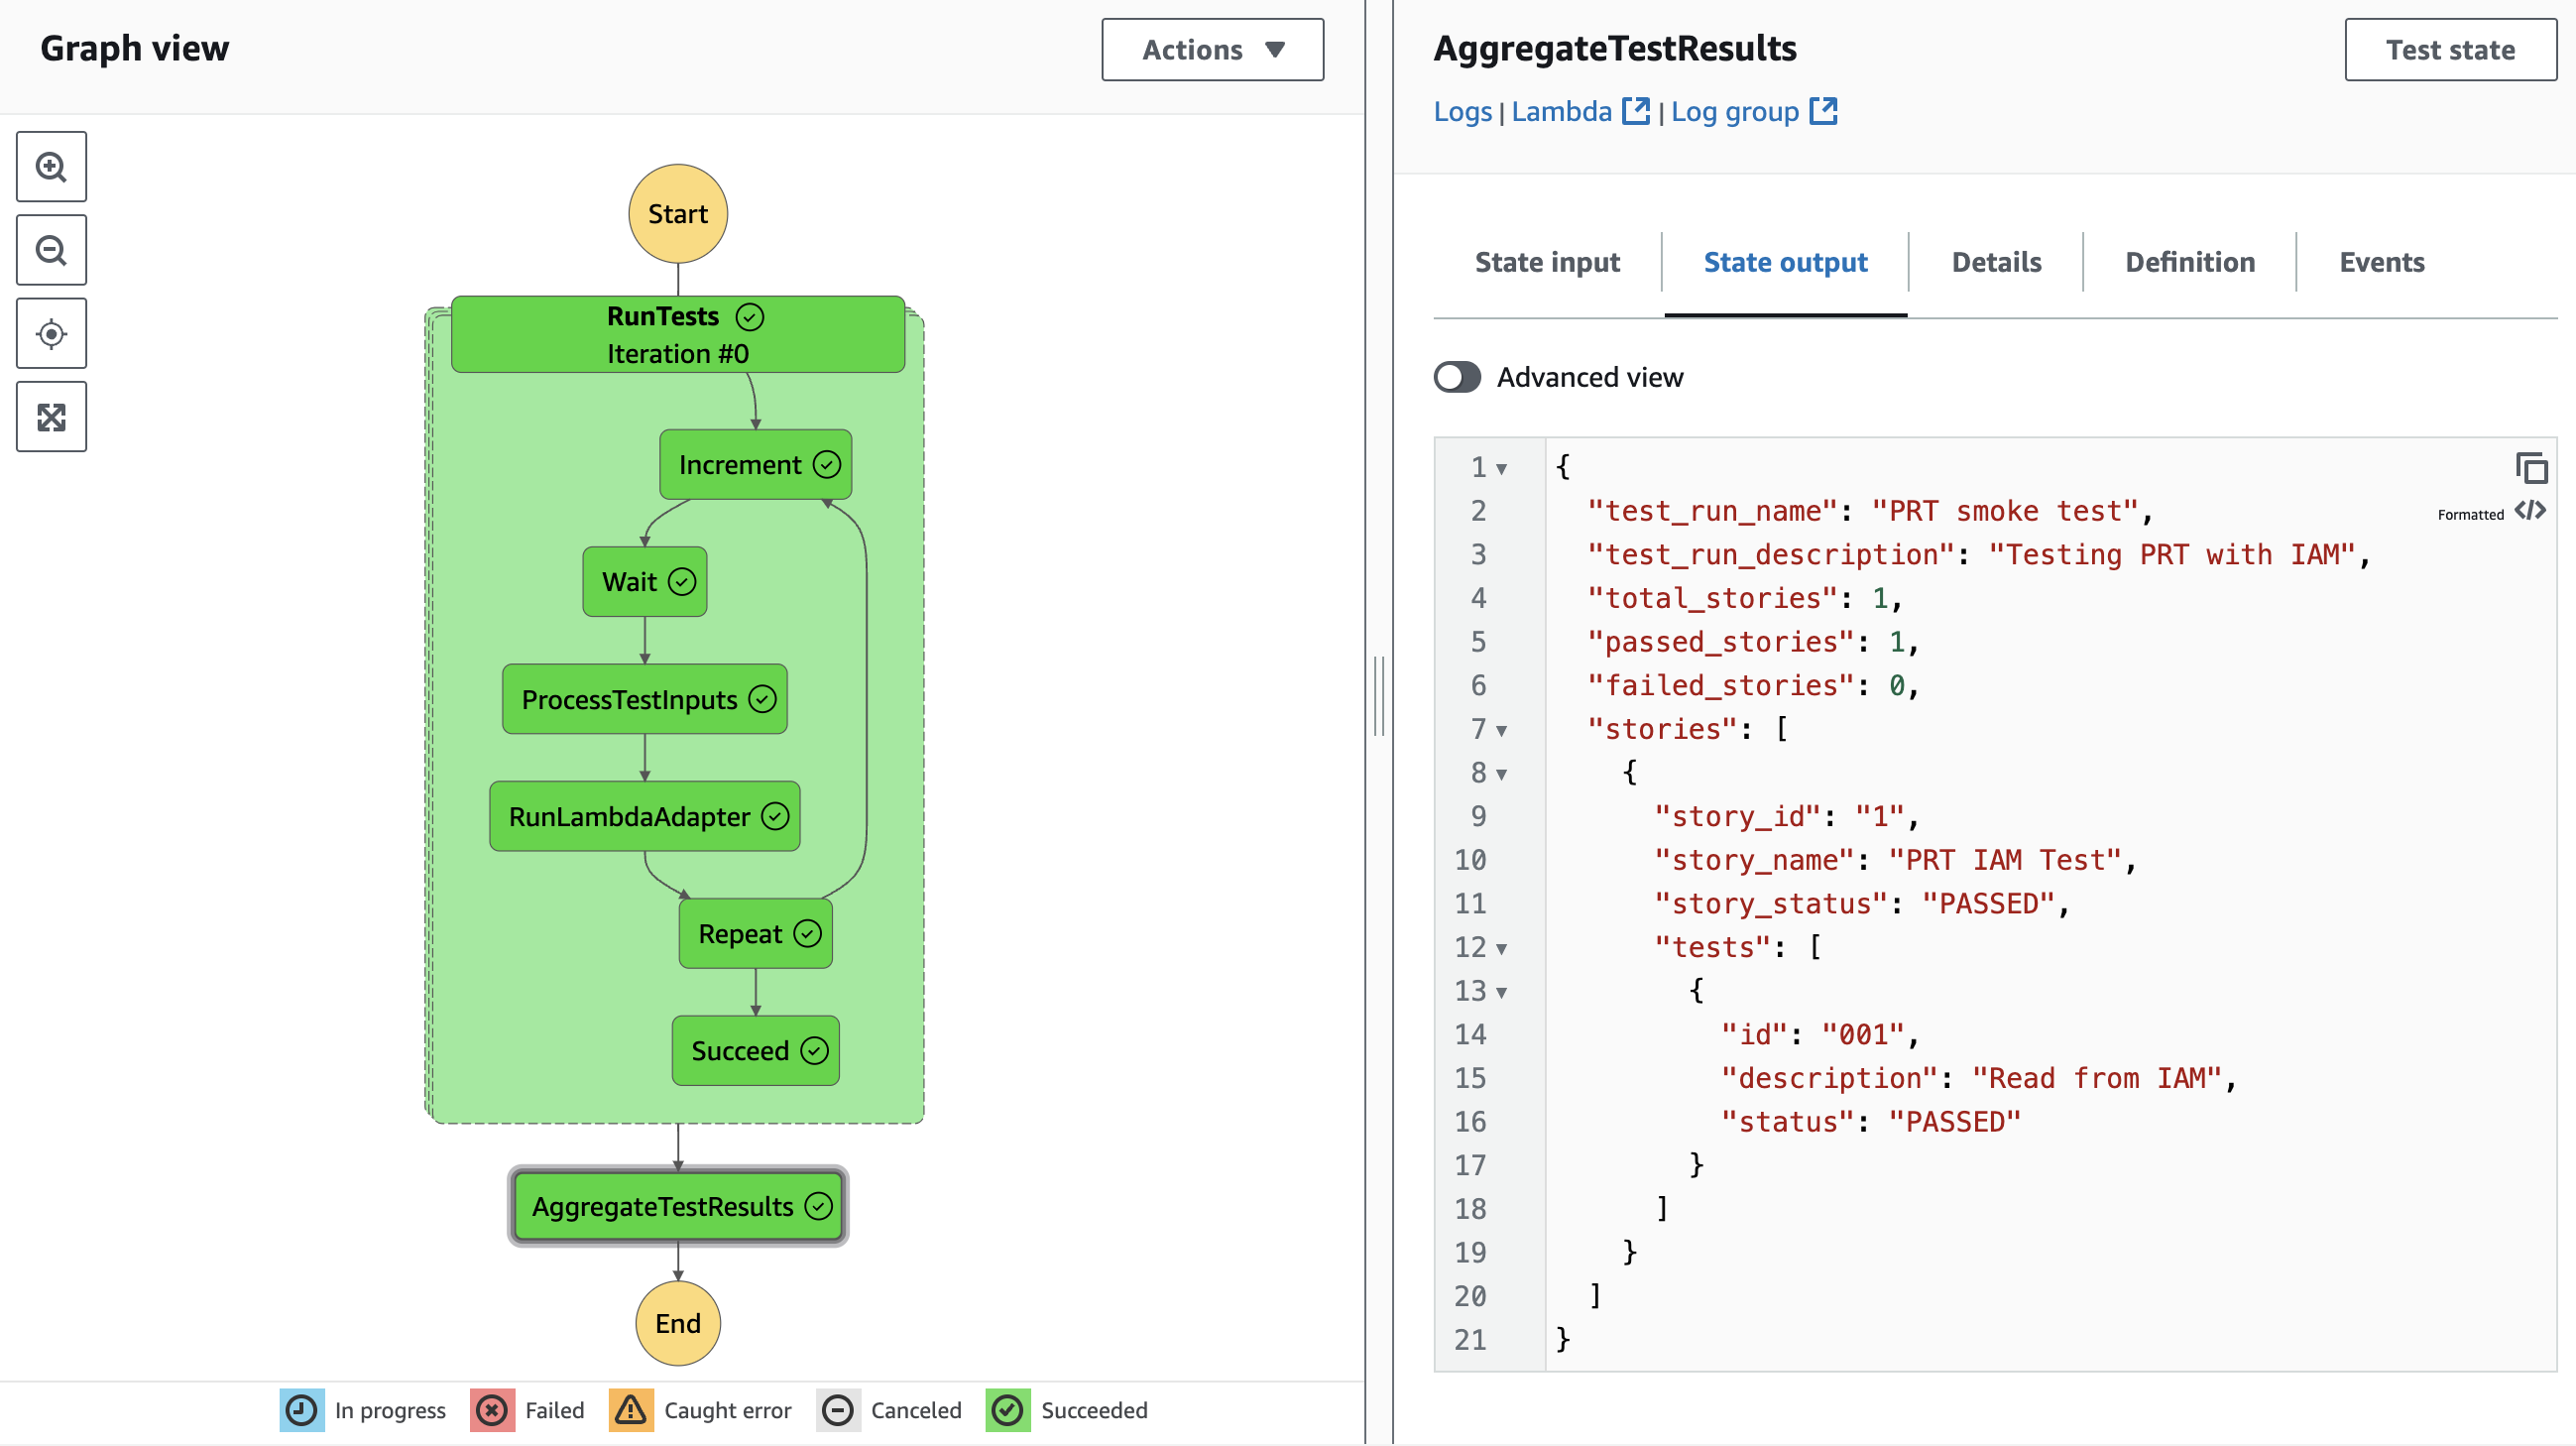 Graph view
Actions
Start
RunTests
Iteration #0
Increment
Wait
ProcessTestInputs
RunLambdaAdapter
Repeat
Succeed
AggregateTestResults
End
In progress
Failed
Caught error
Canceled
Succeeded
AggregateTestResults
Test state
Logs | Lambda | Log group
State input
State output
Details
Definition
Events
Advanced view
Formatted
1 {
2 "test_run_name": "PRT smoke test",
3 "test_run_description": "Testing PRT with IAM",
4 "total_stories": 1,
5 "passed_stories": 1,
6 "failed_stories": 0,
7 "stories": [
8 {
9 "story_id": "1",
10 "story_name": "PRT IAM Test",
11 "story_status": "PASSED",
12 "tests": [
13 {
14 "id": "001",
15 "description": "Read from IAM",
16 "status": "PASSED"
17 }
18 ]
19 }
20 ]
21 }